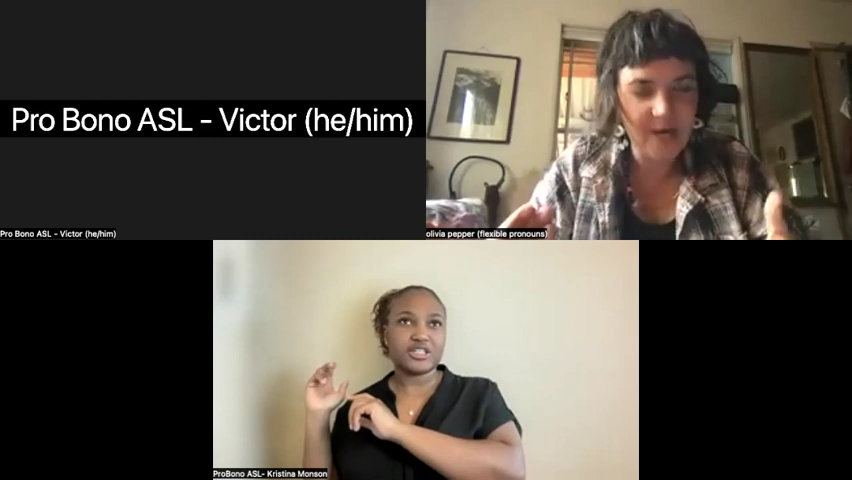 Pro Bono ASL - Victor (he/him)
Pro Bono ASL - Victor (he/him)
olivia pepper (flexible pronouns)
ProBono ASL- Kristina Monson